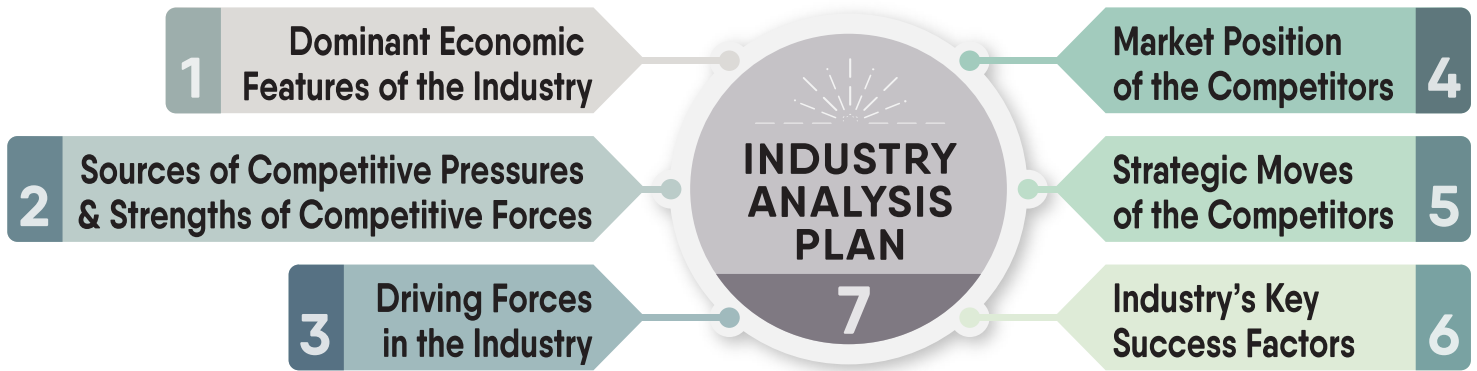 1
Dominant Economic
Features of the Industry
2
Sources of Competitive Pressures
& Strengths of Competitive Forces
3
Driving Forces
in the Industry
INDUSTRY
ANALYSIS
PLAN
7
Market Position
of the Competitors
4
Strategic Moves
of the Competitors
5
Industry’s Key
Success Factors
6